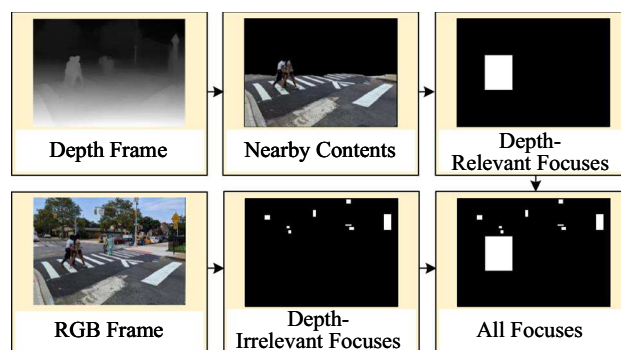 Depth Frame
Nearby Contents
Depth-
Relevant Focuses
RGB Frame
Depth-
Irrelevant Focuses
All Focuses